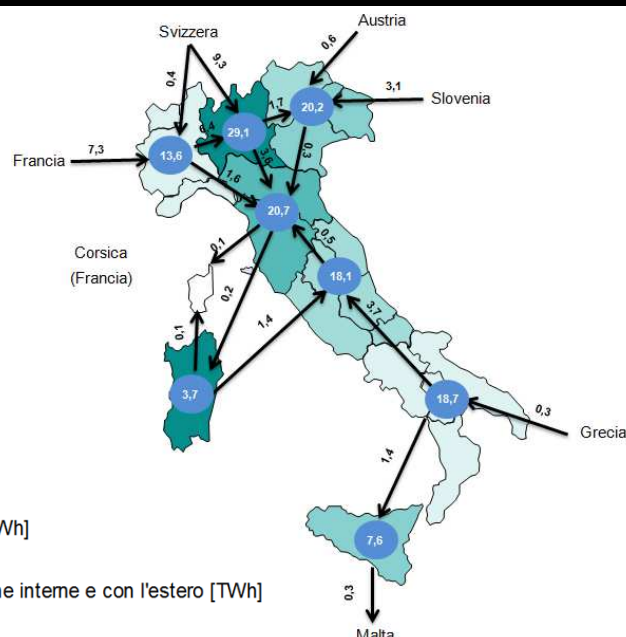 Svizzera
Austria
0,6
9,3
0,4
3,1
Slovenia
1,7
20,2
6,4
29,1
7,3
Francia
13,6
3,6
0,3
1,6
20,7
0,5
0,1
Corsica
(Francia)
18,1
0,2
3,7
1,4
0,1
3,7
18,7
0,3
Grecia
1,4
Wh]
7,6
ne interne e con l'estero [TWh]
0,3
Malta